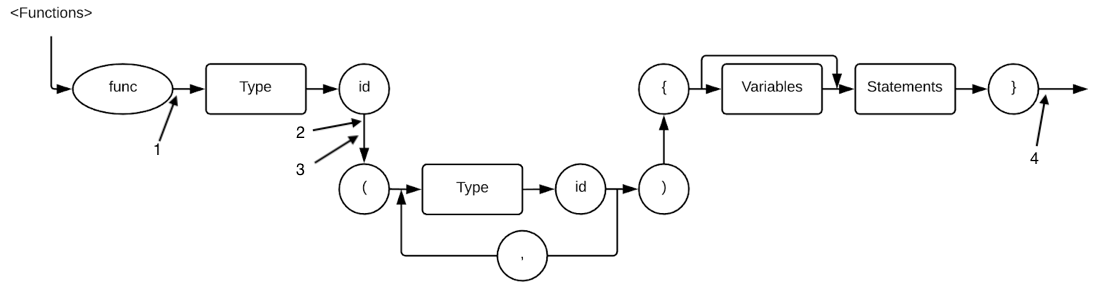 <Functions>
func
Type
id
1
2
3
(
Type
id
,
)
{
Variables
Statements
}
4